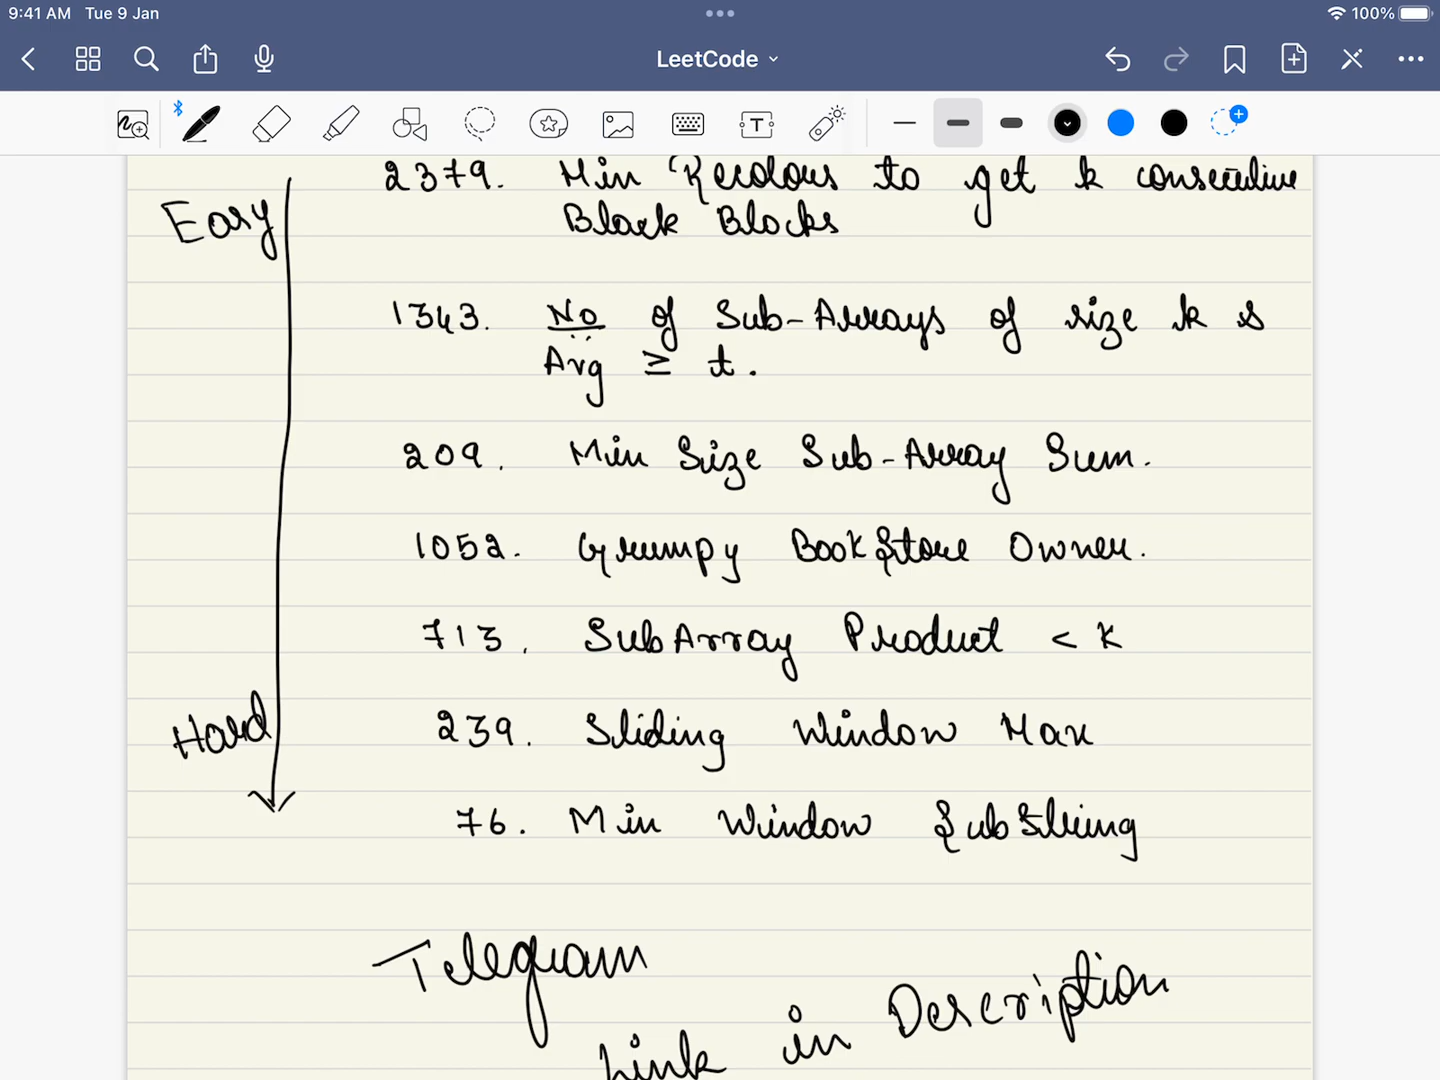 9:41 AM Tue 9 Jan
100%
LeetCode
T
2379. Min Recolors to get k consecutive
Easy
Black Blocks
1343. No of Sub-Arrays of size k &
Avg ≥ t.
209. Min Size Sub-Array Sum.
1052. Grumpy BookStore Owner.
713. SubArray Product < K
Hard
239. Sliding Window Max
76. Min Window SubString
Telegram
Link in Description